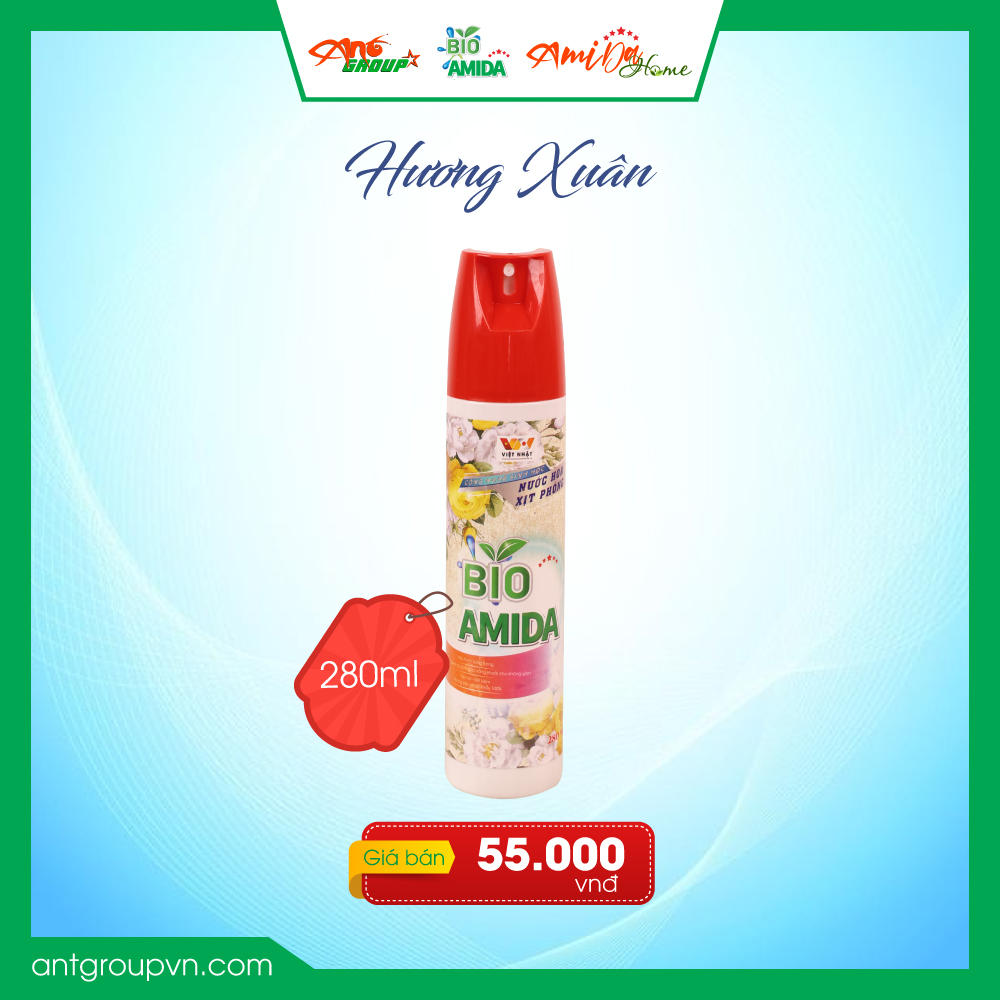 Ant GROUP
BIO AMIDA
AmiDa Home
Hương Xuân
VIỆT NHẬT
NƯỚC HOA
XỊT PHÒNG
BIO
AMIDA
280ml
Giá bán
55.000
vnđ
antgroupvn.com